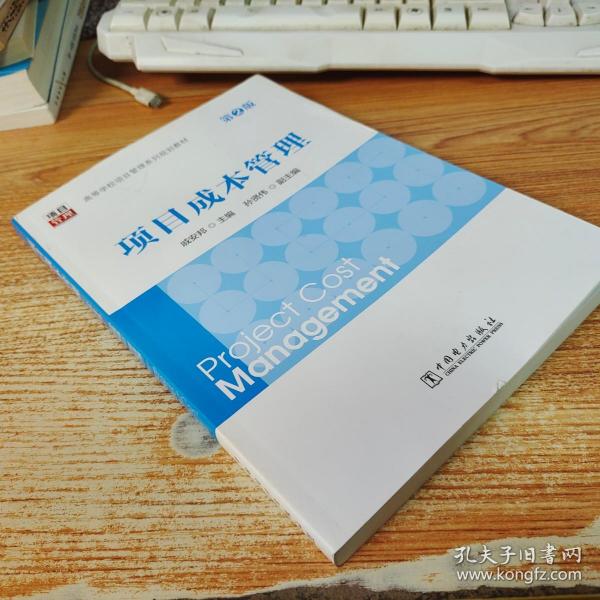 项目
管理
高等学校项目管理系列规划教材
第2版
项目成本管理
戚安邦 主编 孙贤伟 副主编
Project Cost
Management
中国电力出版社
CHINA ELECTRIC POWER PRESS
孔夫子旧書网
www.kongfz.com